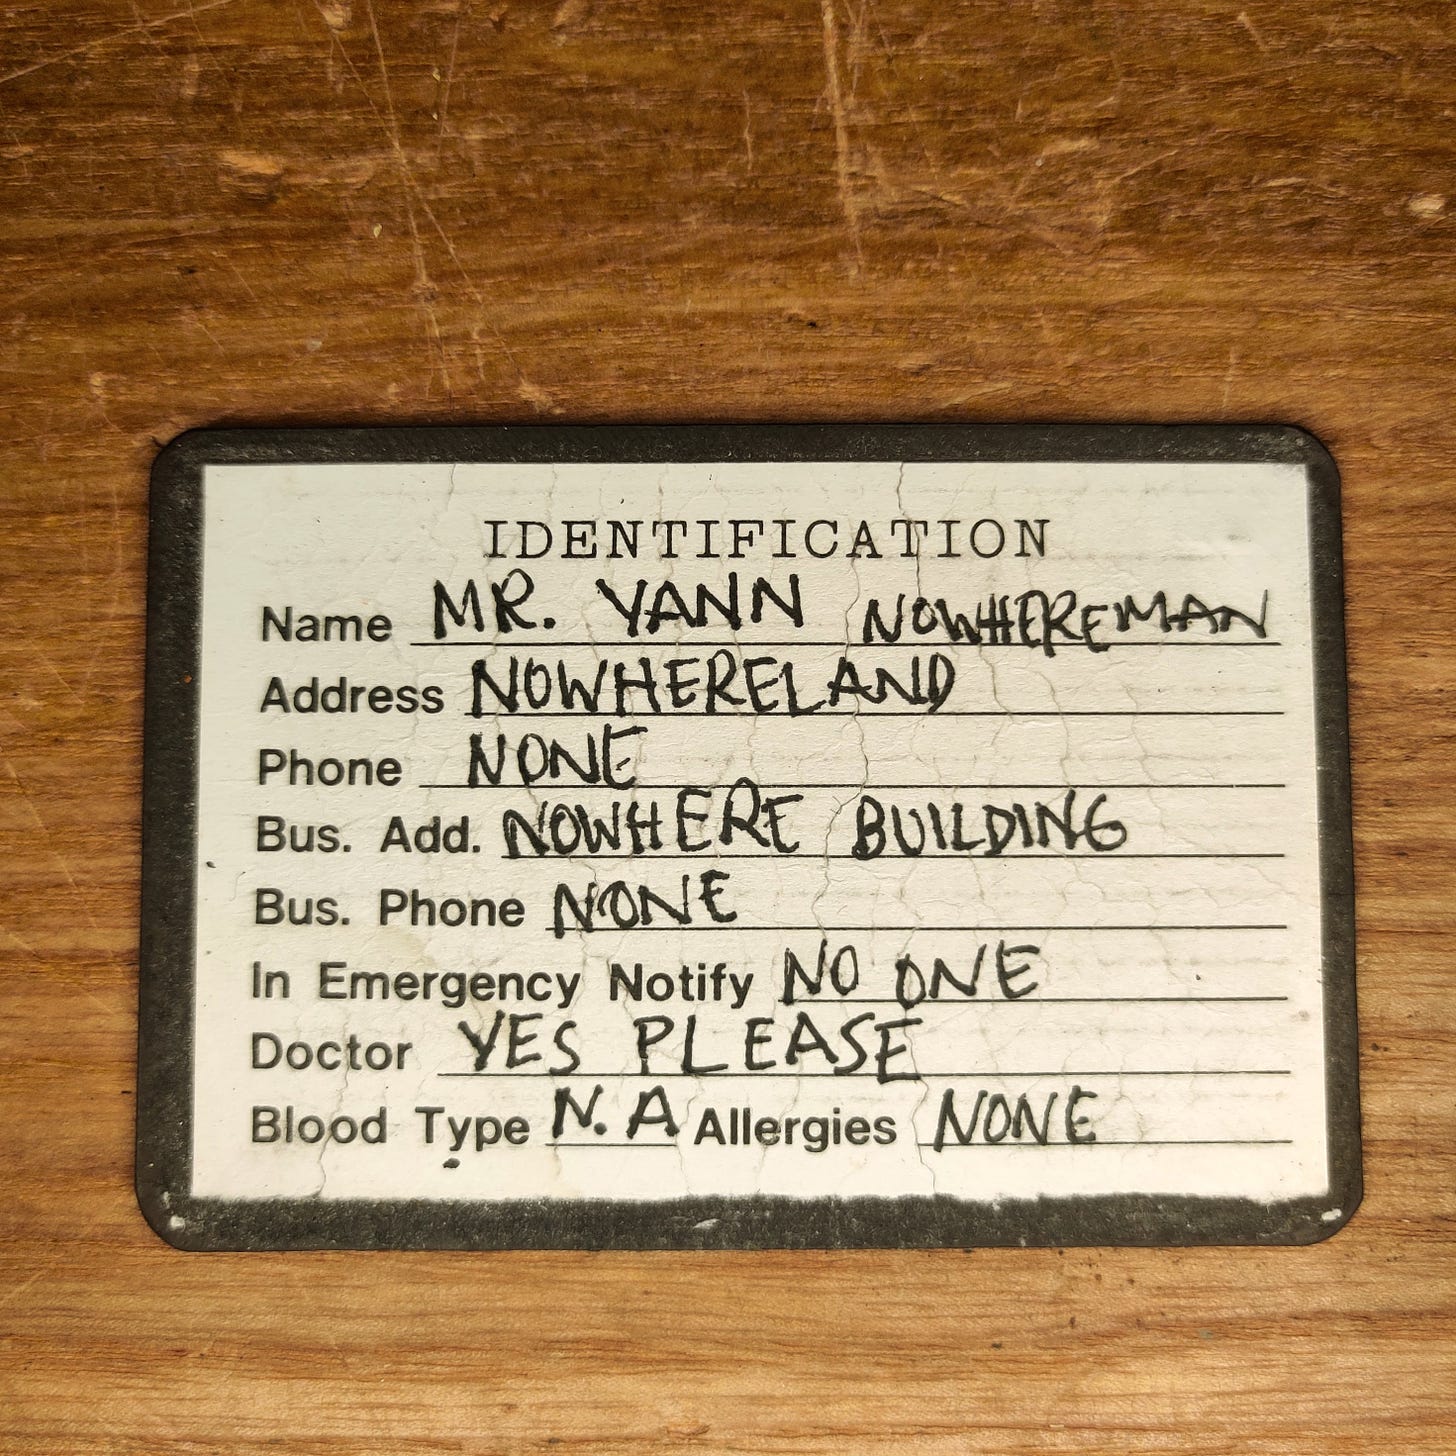 IDENTIFICATION
Name MR. YANN NOWHEREMAN
Address NOWHERELAND
Phone NONE
Bus. Add. NOWHERE BUILDING
Bus. Phone NONE
In Emergency Notify NO ONE
Doctor YES PLEASE
Blood Type N.A Allergies NONE